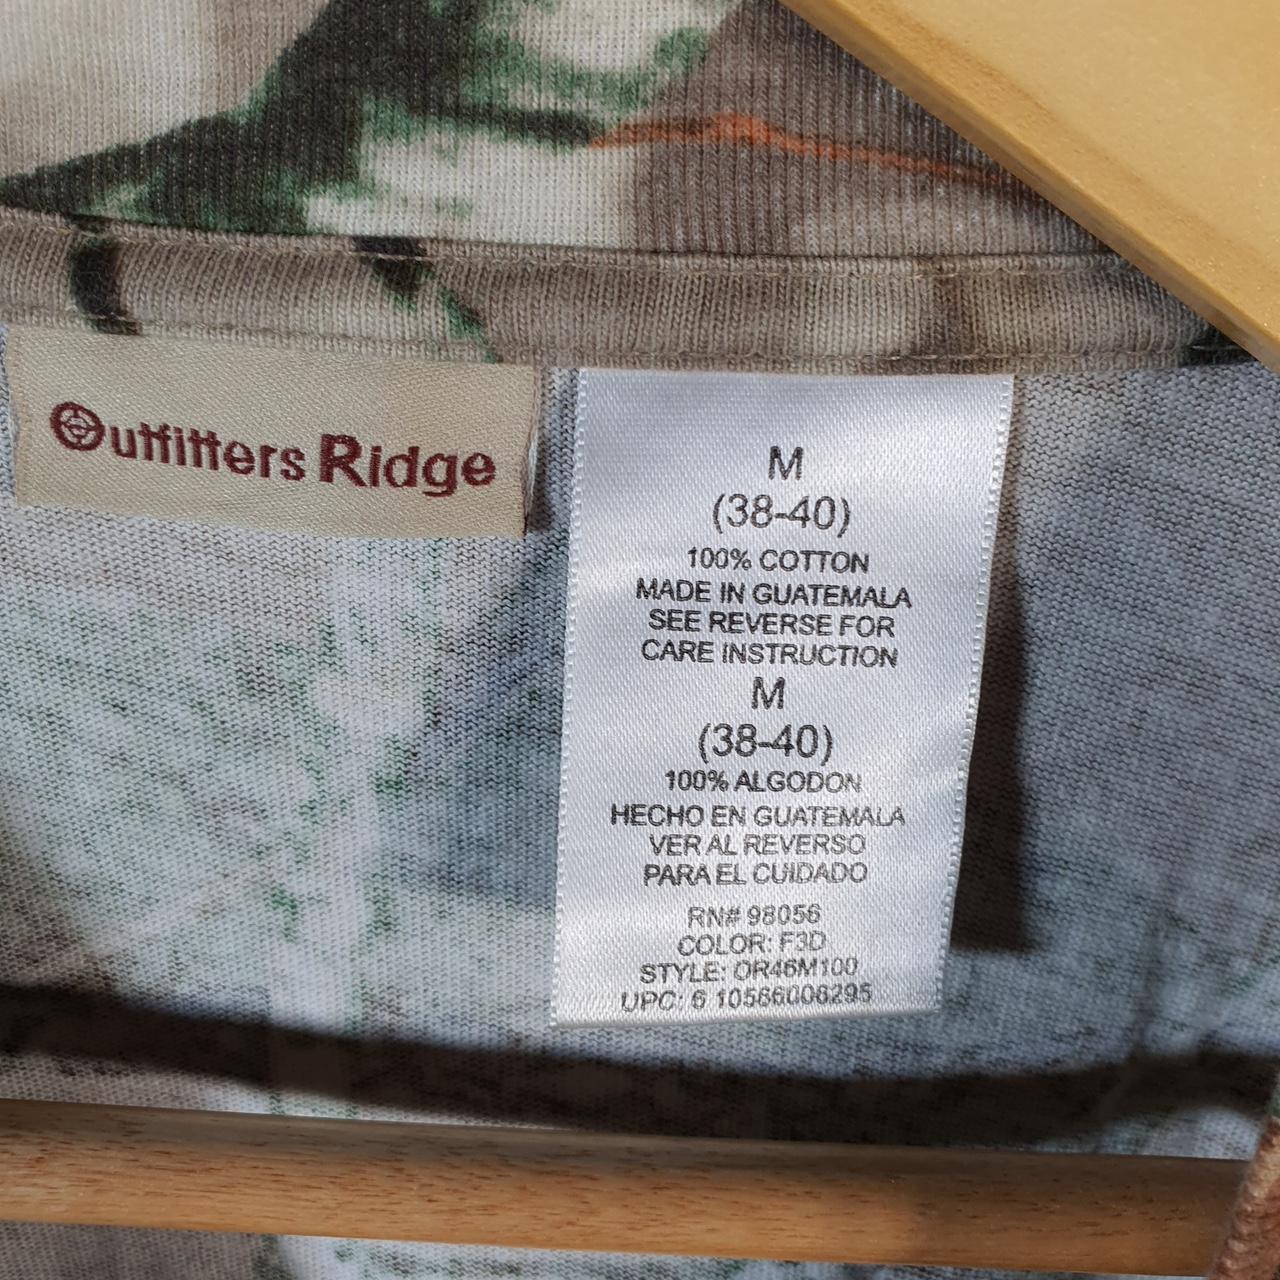 Outfitters Ridge
M
(38-40)
100% COTTON
MADE IN GUATEMALA
SEE REVERSE FOR
CARE INSTRUCTION
M
(38-40)
100% ALGODON
HECHO EN GUATEMALA
VER AL REVERSO
PARA EL CUIDADO
RN# 98056
COLOR: F3D
STYLE: OR46M100
UPC: 6 10566006295